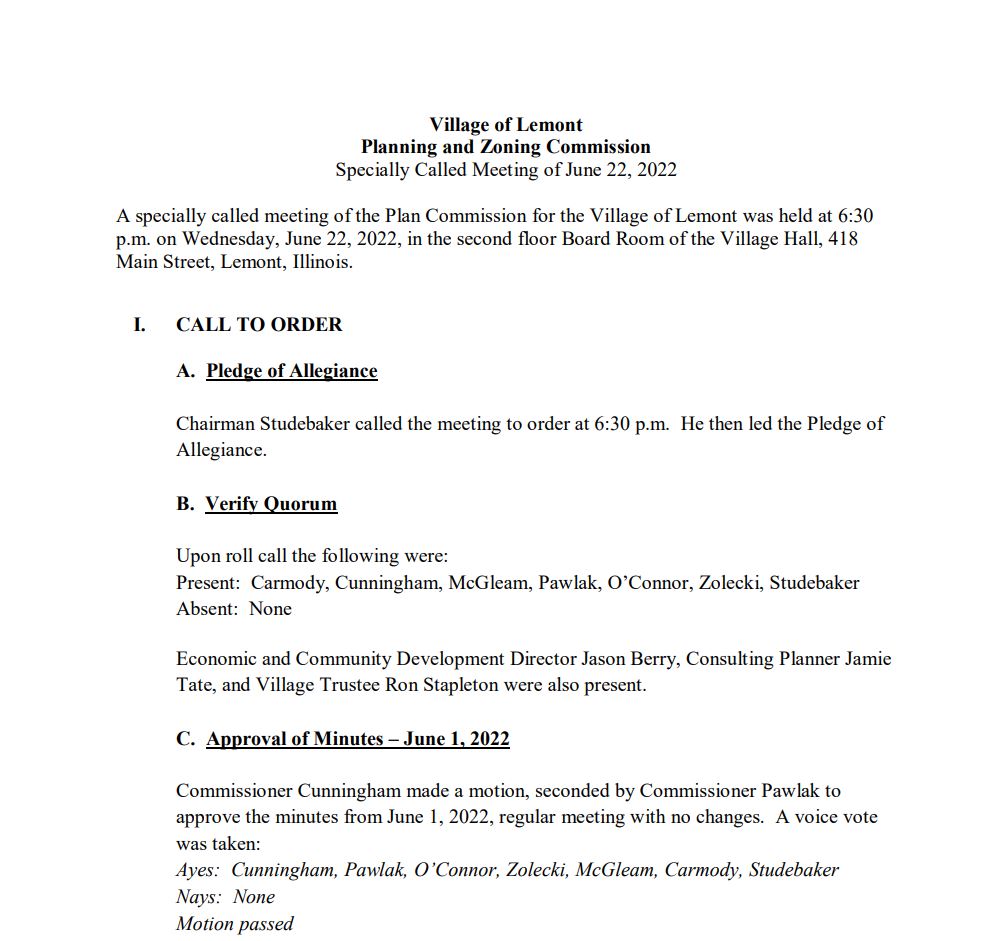 Village of Lemont
Planning and Zoning Commission
Specially Called Meeting of June 22, 2022
A specially called meeting of the Plan Commission for the Village of Lemont was held at 6:30
p.m. on Wednesday, June 22, 2022, in the second floor Board Room of the Village Hall, 418
Main Street, Lemont, Illinois.
I. CALL TO ORDER
A. Pledge of Allegiance
Chairman Studebaker called the meeting to order at 6:30 p.m. He then led the Pledge of
Allegiance.
B. Verify Quorum
Upon roll call the following were:
Present: Carmody, Cunningham, McGleam, Pawlak, O’Connor, Zolecki, Studebaker
Absent: None
Economic and Community Development Director Jason Berry, Consulting Planner Jamie
Tate, and Village Trustee Ron Stapleton were also present.
C. Approval of Minutes – June 1, 2022
Commissioner Cunningham made a motion, seconded by Commissioner Pawlak to
approve the minutes from June 1, 2022, regular meeting with no changes. A voice vote
was taken:
Ayes: Cunningham, Pawlak, O’Connor, Zolecki, McGleam, Carmody, Studebaker
Nays: None
Motion passed